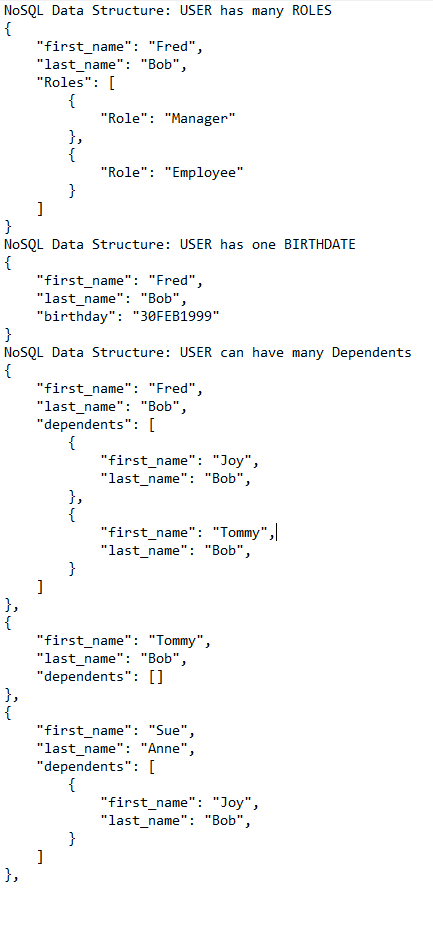 NoSQL Data Structure: USER has many ROLES
{
    "first_name": "Fred",
    "last_name": "Bob",
    "Roles": [
        {
            "Role": "Manager"
        },
        {
            "Role": "Employee"
        }
    ]
}
NoSQL Data Structure: USER has one BIRTHDATE
{
    "first_name": "Fred",
    "last_name": "Bob",
    "birthday": "30FEB1999"
}
NoSQL Data Structure: USER can have many Dependents
{
    "first_name": "Fred",
    "last_name": "Bob",
    "dependents": [
        {
            "first_name": "Joy",
            "last_name": "Bob",
        },
        {
            "first_name": "Tommy",
            "last_name": "Bob",
        }
    ]
},
{
    "first_name": "Tommy",
    "last_name": "Bob",
    "dependents": []
},
{
    "first_name": "Sue",
    "last_name": "Anne",
    "dependents": [
        {
            "first_name": "Joy",
            "last_name": "Bob",
        }
    ]
},